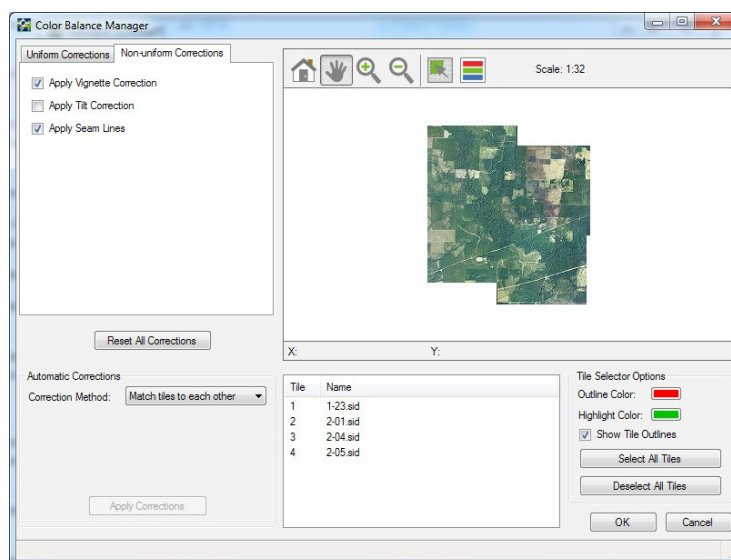 Color Balance Manager
Uniform Corrections
Non-uniform Corrections
Apply Vignette Correction
Apply Tilt Correction
Apply Seam Lines
Scale: 1:32
X:
Y:
Reset All Corrections
Automatic Corrections
Correction Method:
Match tiles to each other
Apply Corrections
Tile Name
1 1-23.sid
2 2-01.sid
3 2-04.sid
4 2-05.sid
Tile Selector Options
Outline Color:
Highlight Color:
Show Tile Outlines
Select All Tiles
Deselect All Tiles
OK
Cancel